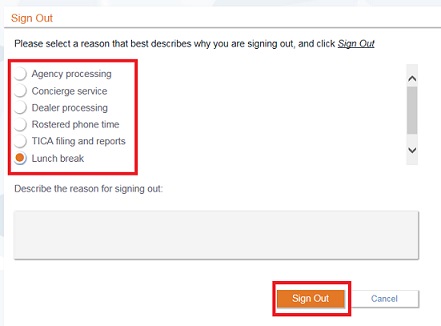 Sign Out
Please select a reason that best describes why you are signing out, and click Sign Out
Agency processing
Concierge service
Dealer processing
Rostered phone time
TICA filing and reports
Lunch break
Describe the reason for signing out:
Sign Out
Cancel